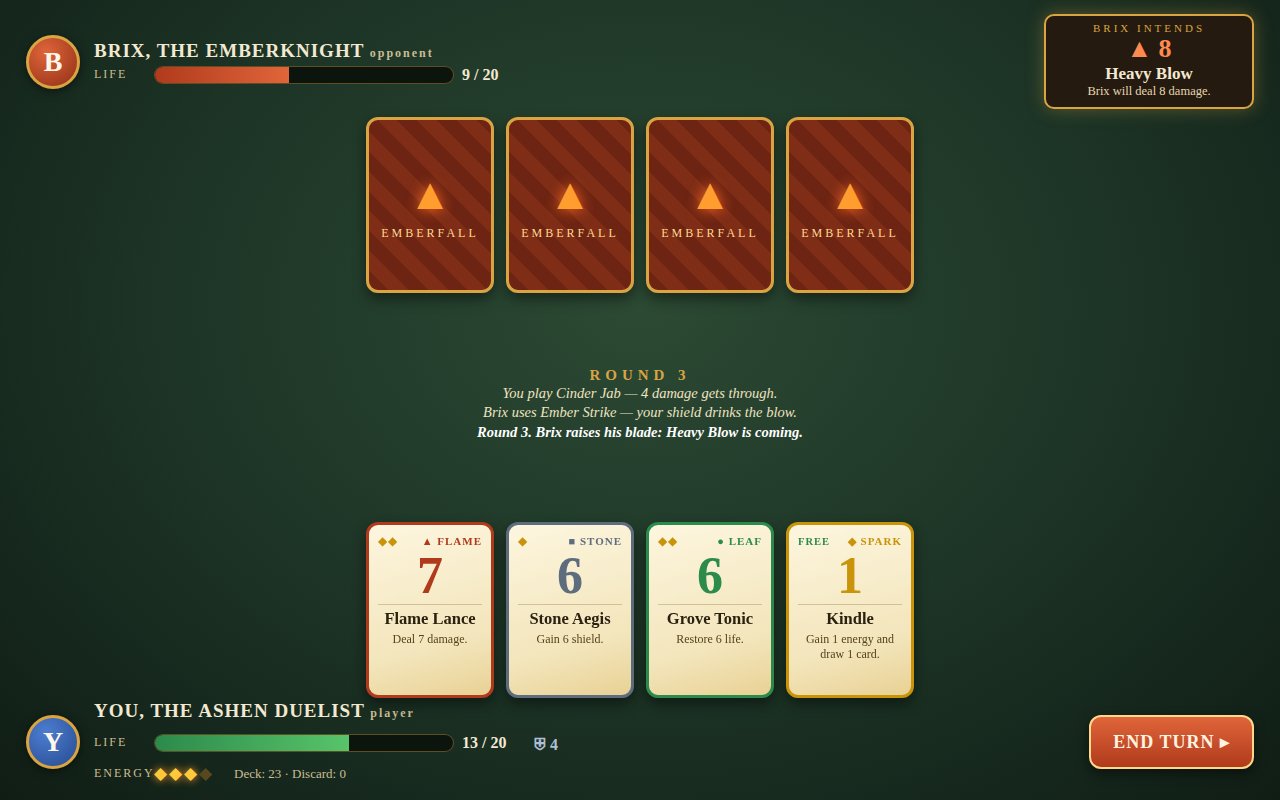 B
BRIX, THE EMBERKNIGHT opponent
LIFE 9 / 20
BRIX INTENDS
▲ 8
Heavy Blow
Brix will deal 8 damage.
▲ ▲ ▲ ▲
EMBERFALL EMBERFALL EMBERFALL EMBERFALL
ROUND 3
You play Cinder Jab — 4 damage gets through.
Brix uses Ember Strike — your shield drinks the blow.
Round 3. Brix raises his blade: Heavy Blow is coming.
◆◆ ▲ FLAME
7
Flame Lance
Deal 7 damage.
◆ ■ STONE
6
Stone Aegis
Gain 6 shield.
◆◆ ● LEAF
6
Grove Tonic
Restore 6 life.
FREE ◆ SPARK
1
Kindle
Gain 1 energy and
draw 1 card.
Y
YOU, THE ASHEN DUELIST player
LIFE 13 / 20 ⛨ 4
ENERGY ◆◆◆◆ Deck: 23 · Discard: 0
END TURN ▸